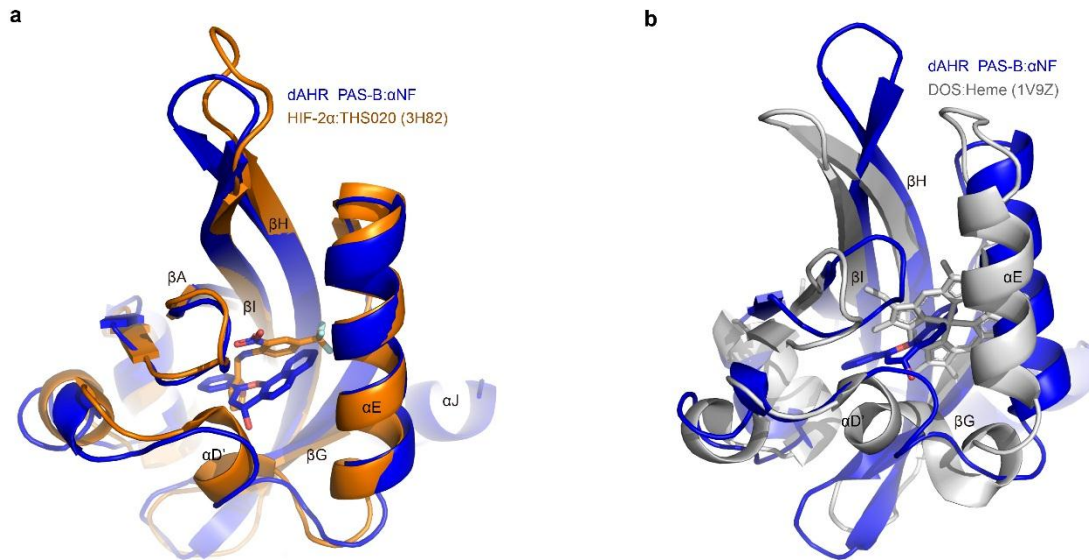 a
dAHR PAS-B:αNF
HIF-2α:THS020 (3H82)
βH
βA
βI
αE
αJ
αD'
βG
b
dAHR PAS-B:αNF
DOS:Heme (1V9Z)
βH
βI
αE
αD'
βG